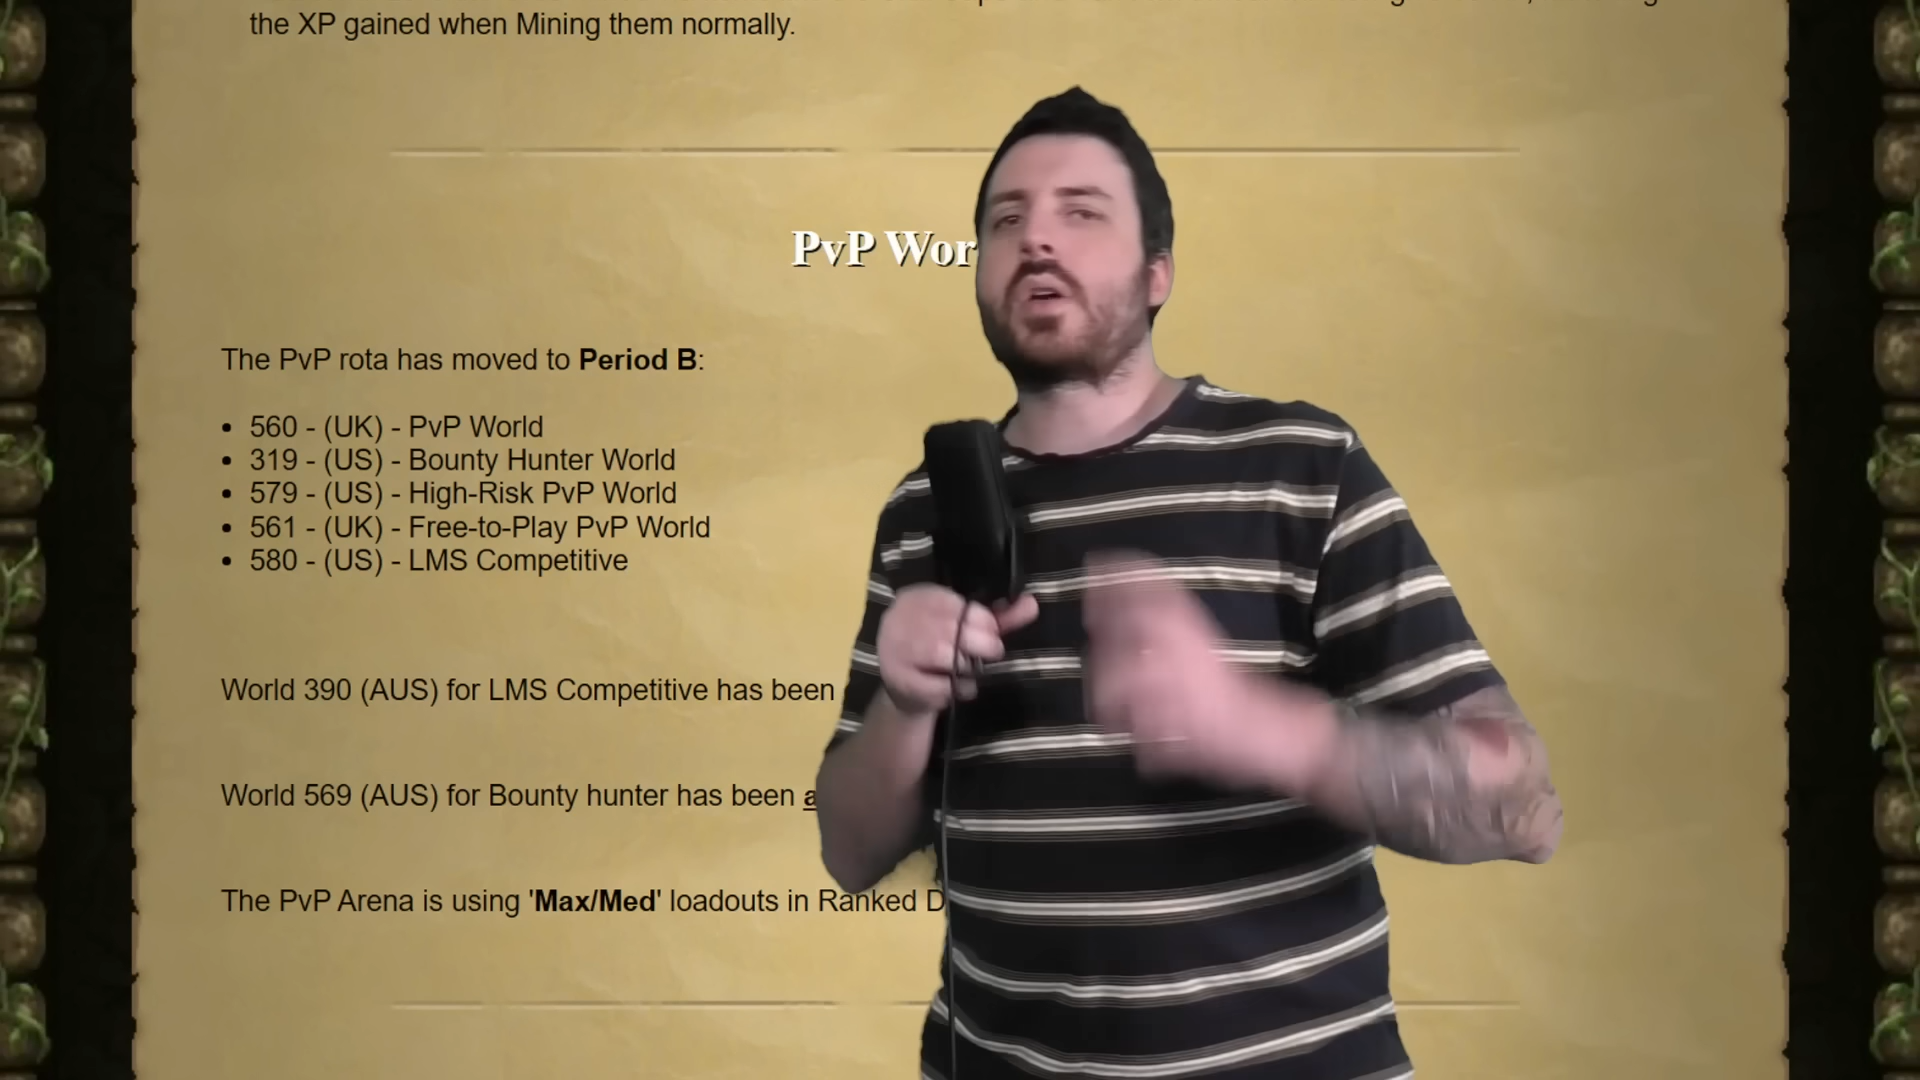 the XP gained when Mining them normally.
PvP
The PvP rota has moved to Period B:
• 560 - (UK) - PvP World
• 319 - (US) - Bounty Hunter World
• 579 - (US) - High-Risk PvP World
• 561 - (UK) - Free-to-Play PvP World
• 580 - (US) - LMS Competitive
World 390 (AUS) for LMS Competitive has been
World 569 (AUS) for Bounty hunter has been
The PvP Arena is using 'Max/Med' loadouts in Ranked